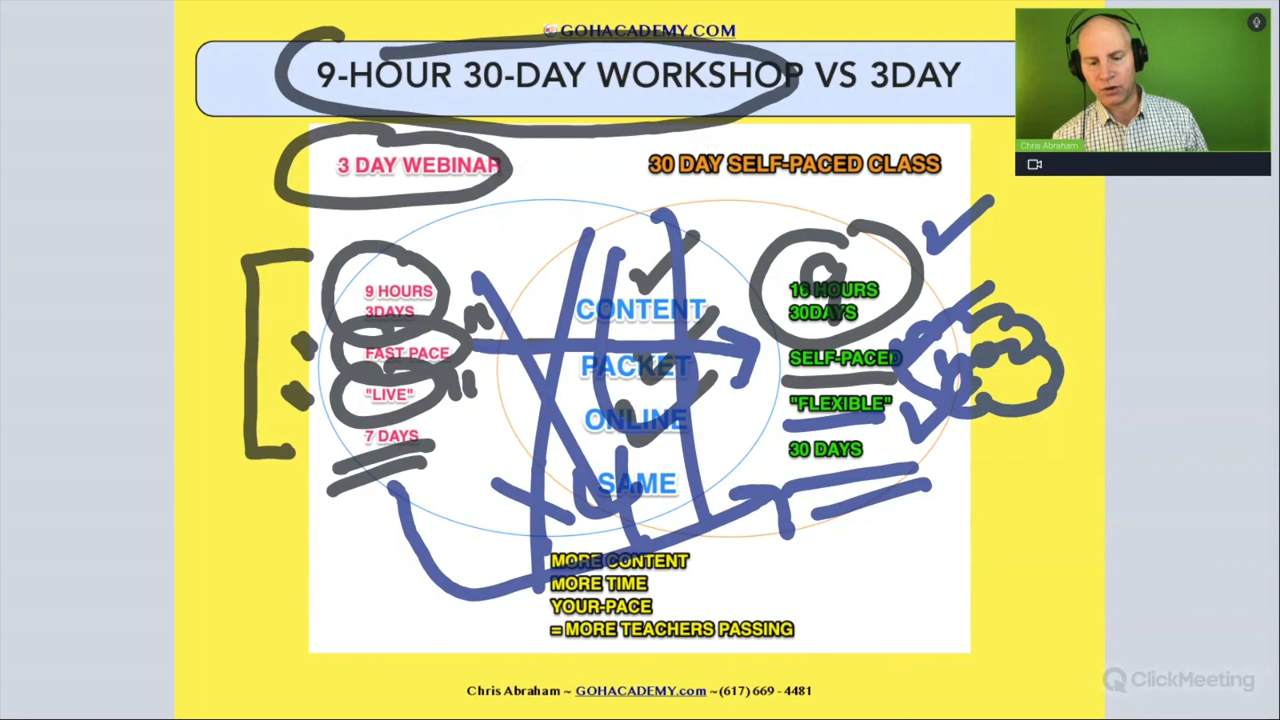 GOHACADEMY.COM
9-HOUR 30-DAY WORKSHOP VS 3DAY
Chris Abraham
3 DAY WEBINAR
30 DAY SELF-PACED CLASS
9 HOURS
3DAYS
FAST PACE
"LIVE"
7 DAYS
CONTENT
PACKET
ONLINE
SAME
9
16 HOURS
30DAYS
SELF-PACED
"FLEXIBLE"
30 DAYS
MORE CONTENT
MORE TIME
YOUR-PACE
= MORE TEACHERS PASSING
Chris Abraham ~ GOHACADEMY.com ~(617) 669 - 4481
ClickMeeting